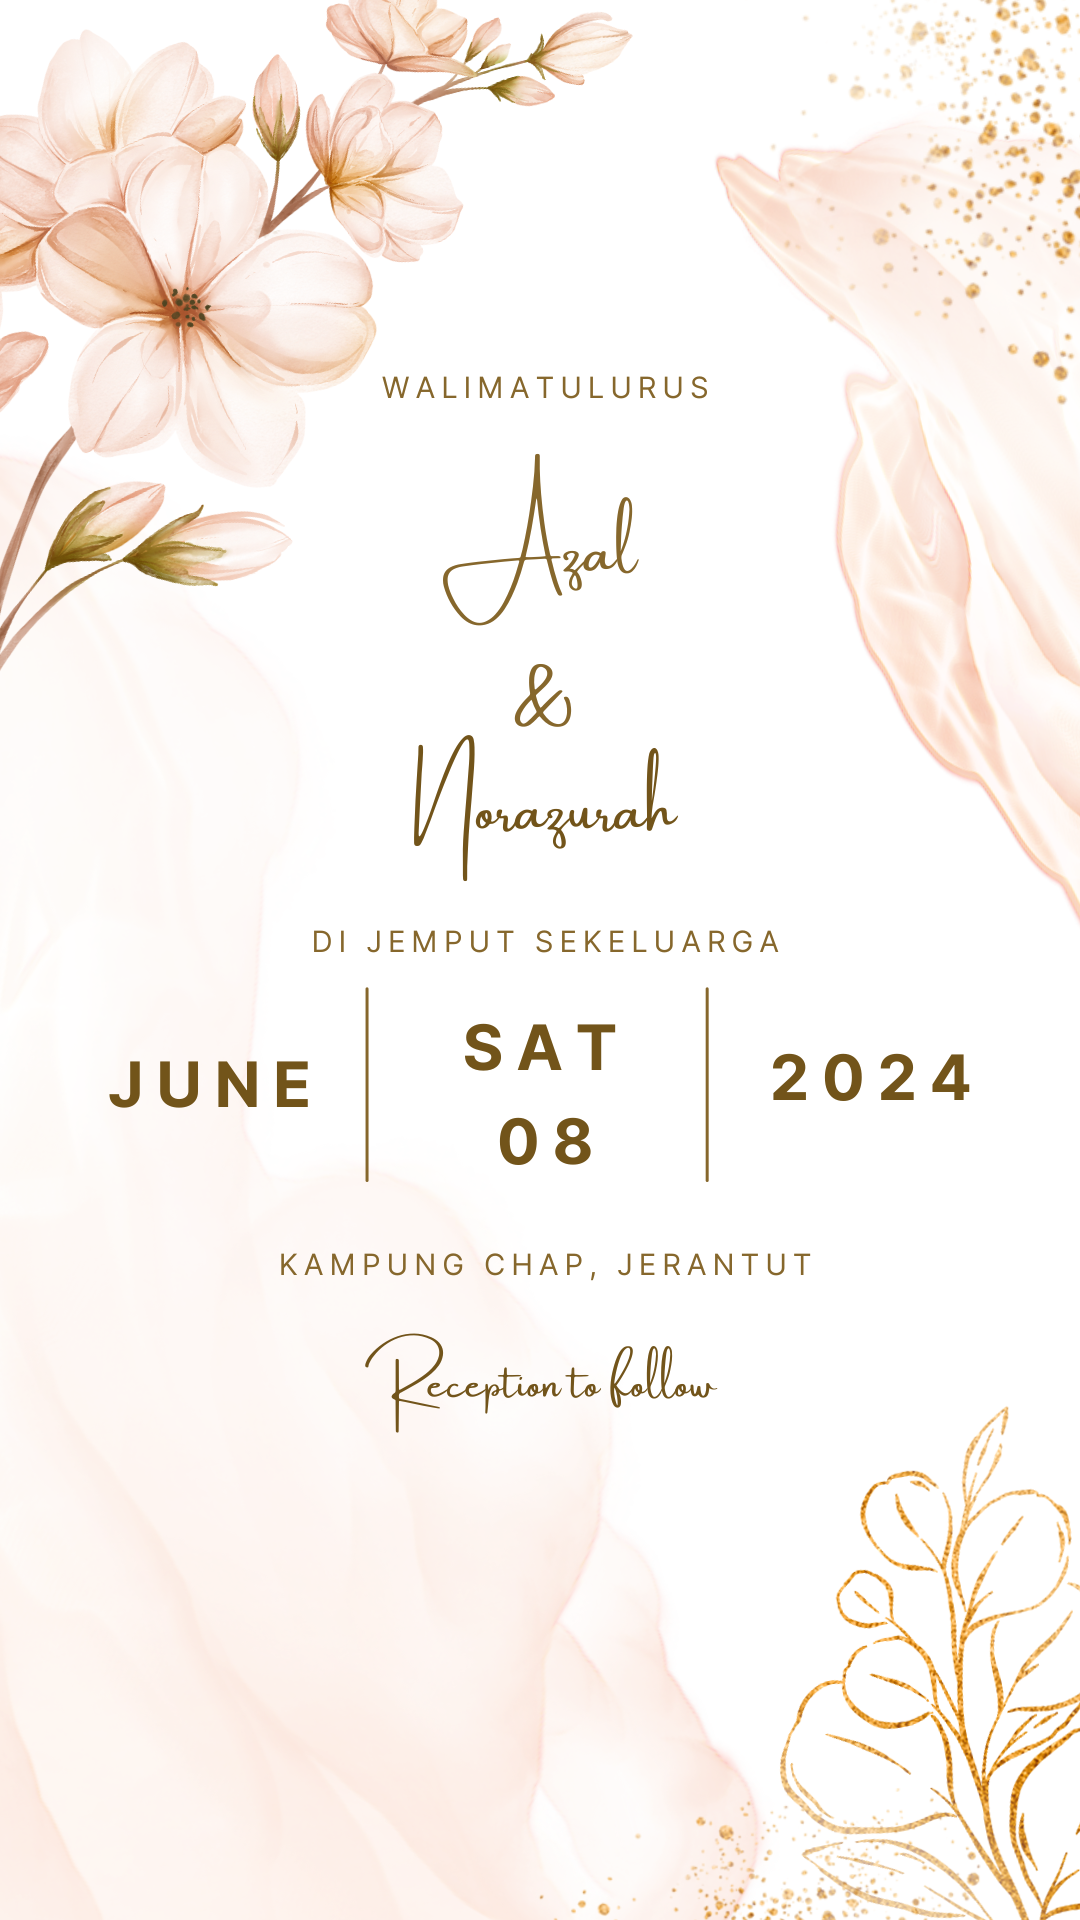 WALIMATULURUS
Azal
&
Norazurah
DI JEMPUT SEKELUARGA
JUNE
SAT
08
2024
KAMPUNG CHAP, JERANTUT
Reception to follow